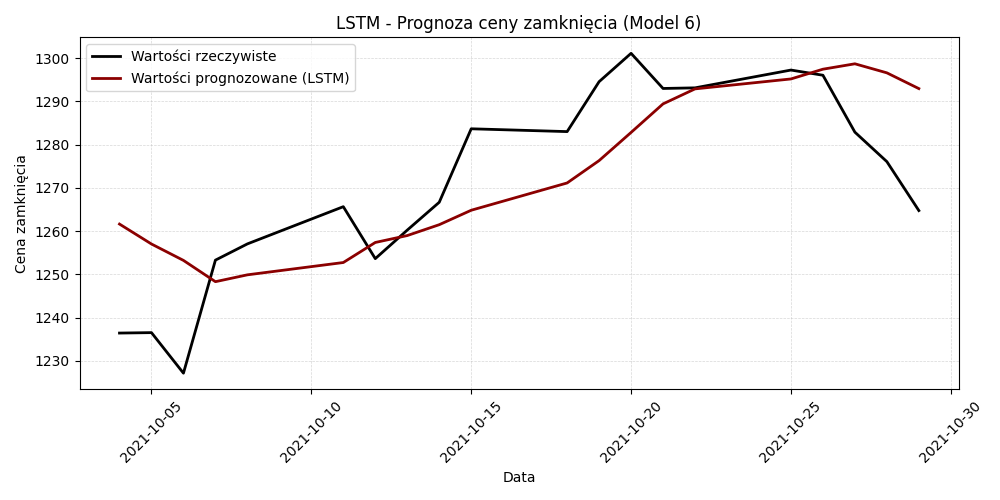 LSTM - Prognoza ceny zamknięcia (Model 6)
Wartości rzeczywiste
Wartości prognozowane (LSTM)
Cena zamknięcia
1300
1290
1280
1270
1260
1250
1240
1230
2021-10-05
2021-10-10
2021-10-15
2021-10-20
2021-10-25
2021-10-30
Data